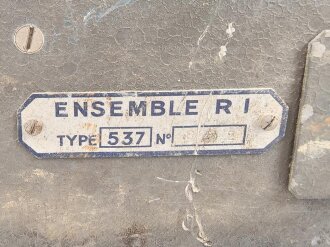 ENSEMBLE R I
TYPE 537 N°